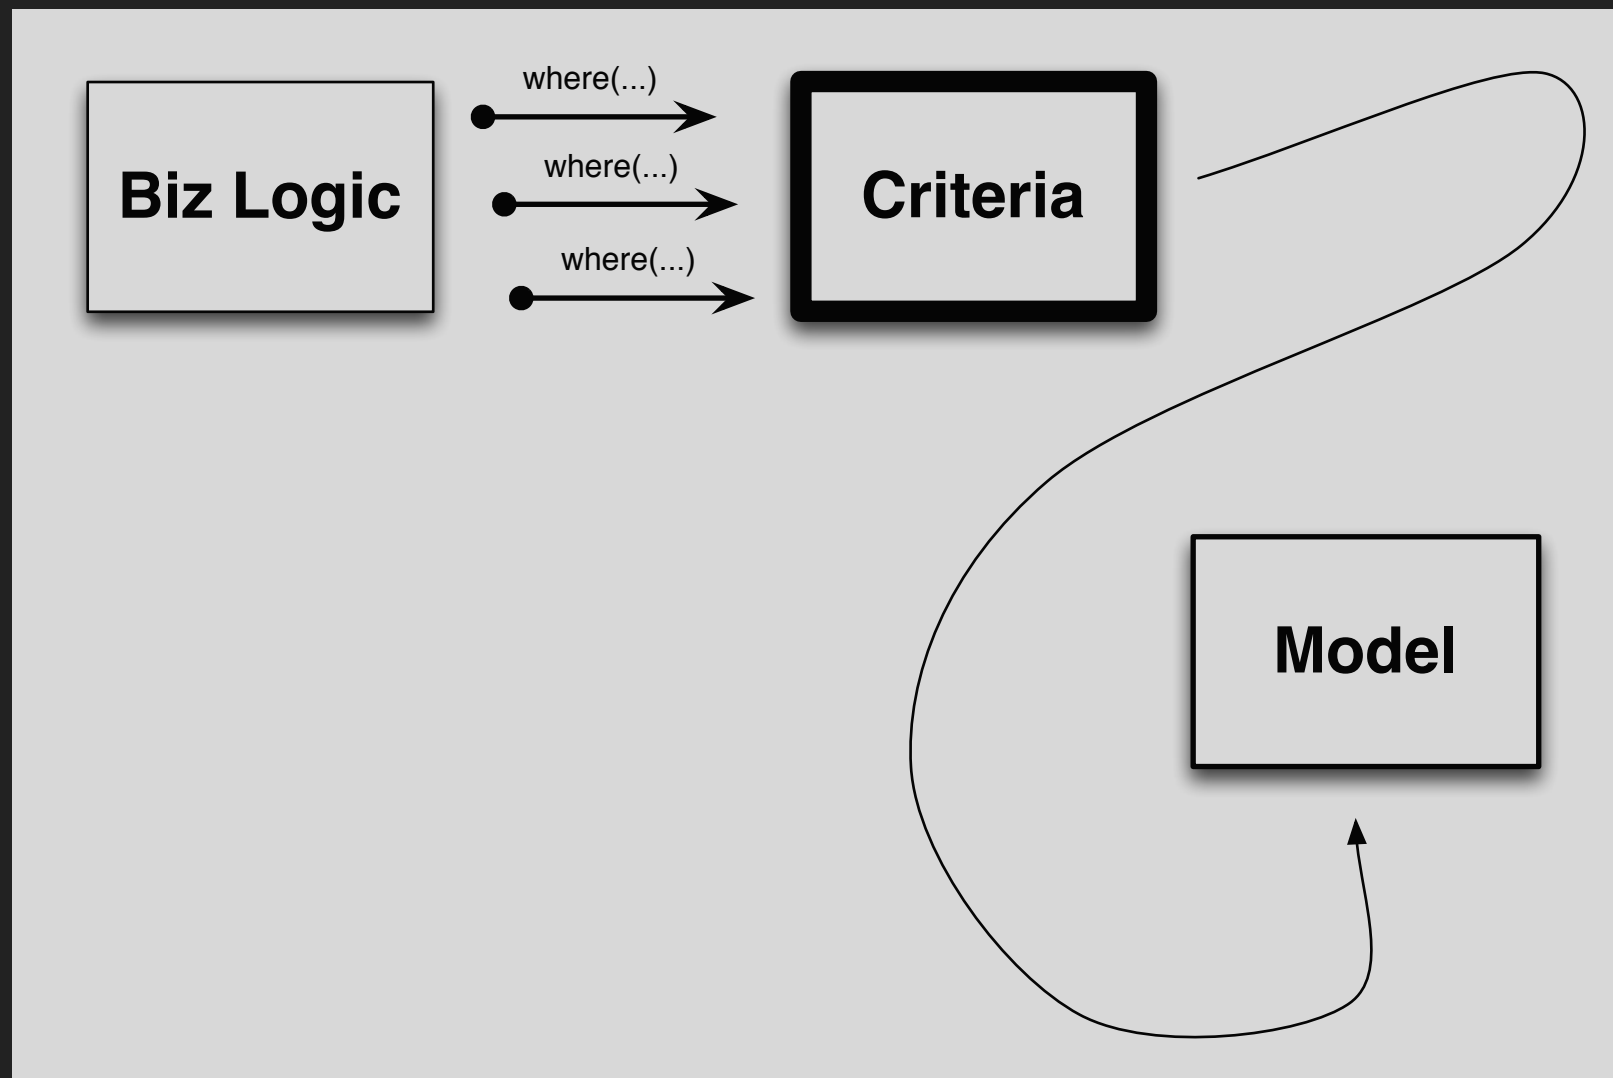 where(...)
where(...)
Biz Logic
Criteria
where(...)
Model